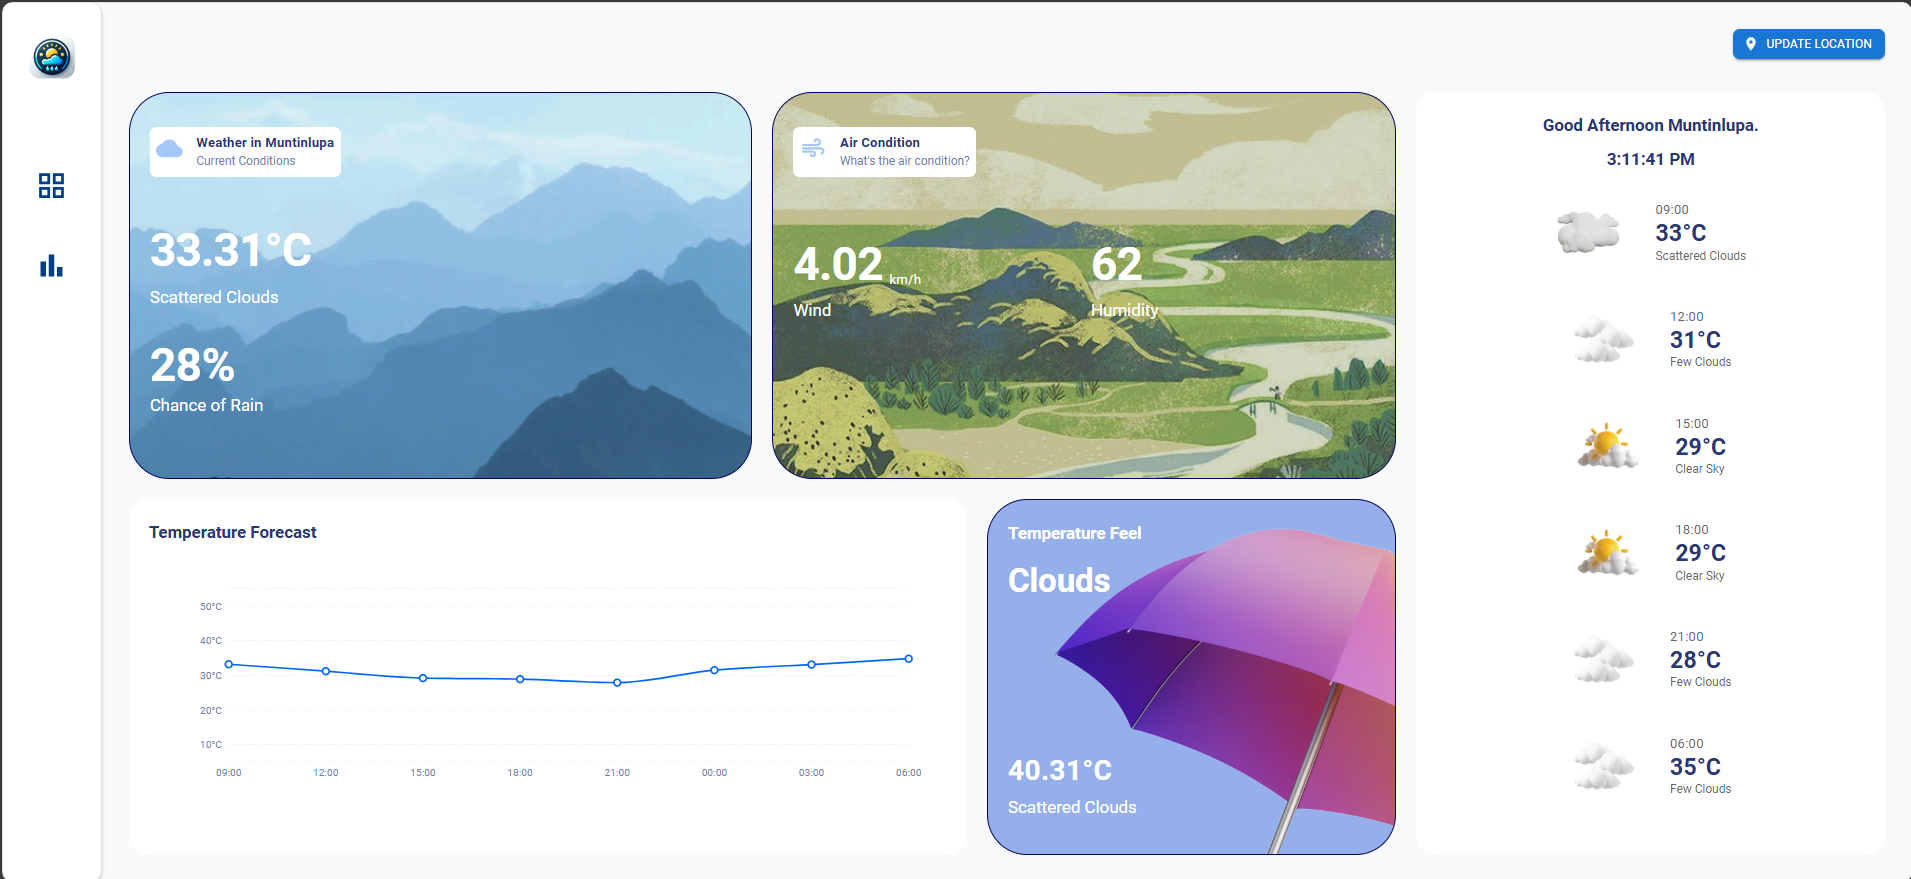 UPDATE LOCATION
Weather in Muntinlupa
Current Conditions
33.31°C
Scattered Clouds
28%
Chance of Rain
Air Condition
What's the air condition?
4.02 km/h
Wind
62
Humidity
Temperature Forecast
50°C
40°C
30°C
20°C
10°C
09:00 12:00 15:00 18:00 21:00 00:00 03:00 06:00
Temperature Feel
Clouds
40.31°C
Scattered Clouds
Good Afternoon Muntinlupa.
3:11:41 PM
09:00
33°C
Scattered Clouds
12:00
31°C
Few Clouds
15:00
29°C
Clear Sky
18:00
29°C
Clear Sky
21:00
28°C
Few Clouds
06:00
35°C
Few Clouds